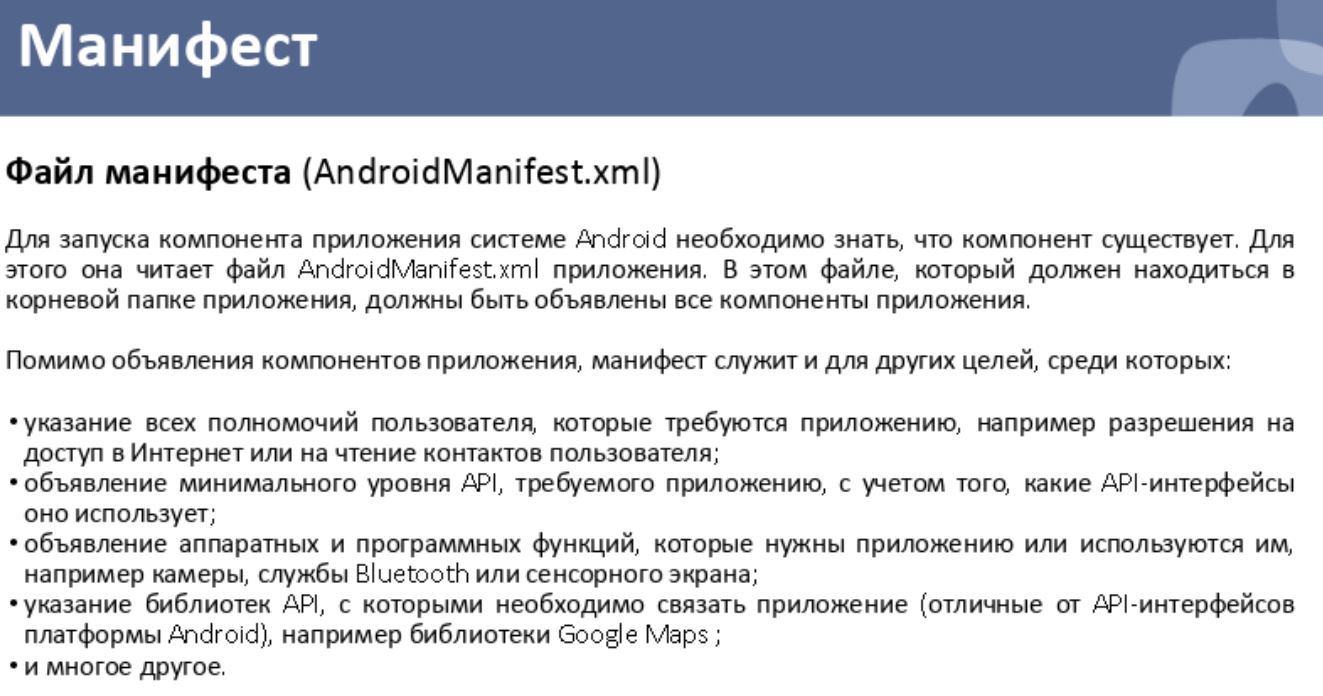 Манифест
Файл манифеста (AndroidManifest.xml)
Для запуска компонента приложения системе Android необходимо знать, что компонент существует. Для
этого она читает файл AndroidManifest.xml приложения. В этом файле, который должен находиться в
корневой папке приложения, должны быть объявлены все компоненты приложения.
Помимо объявления компонентов приложения, манифест служит и для других целей, среди которых:
• указание всех полномочий пользователя, которые требуются приложению, например разрешения на
доступ в Интернет или на чтение контактов пользователя;
• объявление минимального уровня API, требуемого приложению, с учетом того, какие API-интерфейсы
оно использует;
• объявление аппаратных и программных функций, которые нужны приложению или используются им,
например камеры, службы Bluetooth или сенсорного экрана;
• указание библиотек API, с которыми необходимо связать приложение (отличные от API-интерфейсов
платформы Android), например библиотеки Google Maps ;
• и многое другое.